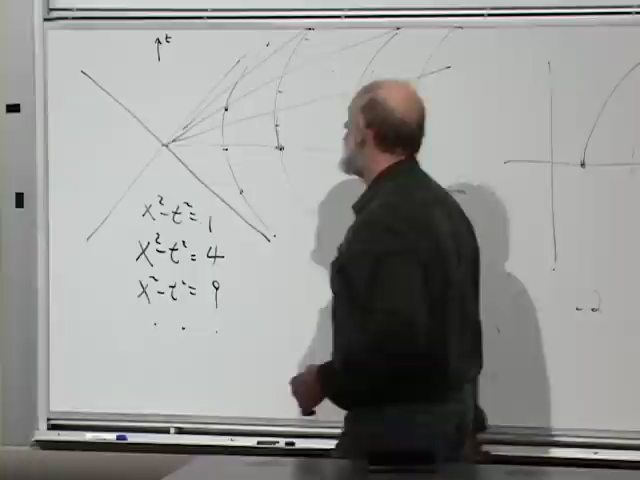 t
x² - t² = 1
x² - t² = 4
x² - t² = 9
. . .